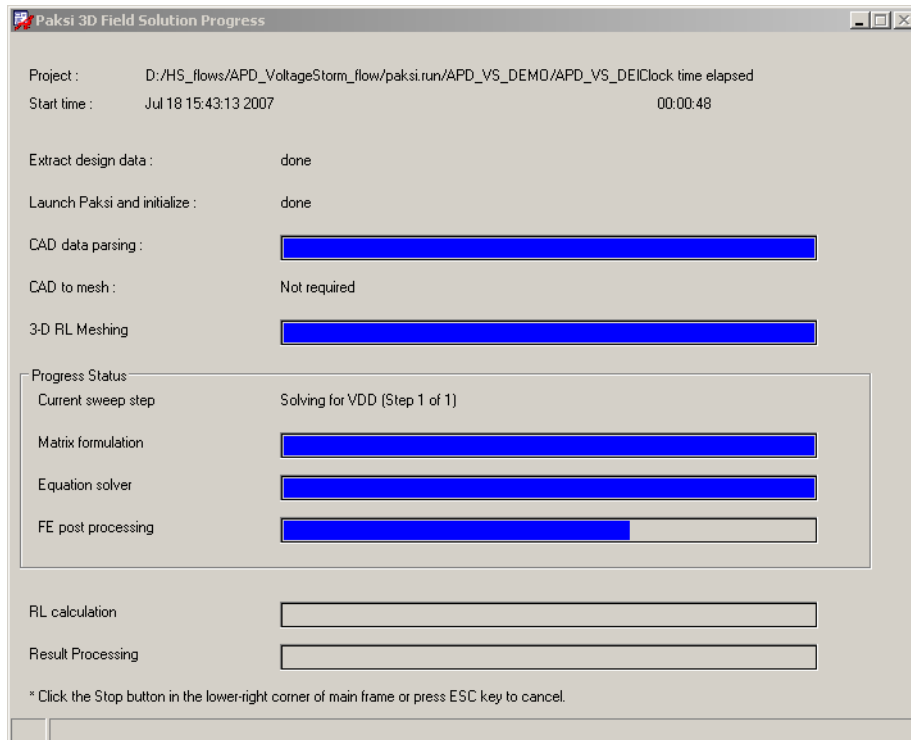 Paksi 3D Field Solution Progress
Project : D:/HS_flows/APD_VoltageStorm_flow/paksi.run/APD_VS_DEMO/APD_VS_DEIClock time elapsed
Start time : Jul 18 15:43:13 2007 00:00:48
Extract design data : done
Launch Paksi and initialize : done
CAD data parsing :
CAD to mesh : Not required
3-D RL Meshing
Progress Status
Current sweep step Solving for VDD (Step 1 of 1)
Matrix formulation
Equation solver
FE post processing
RL calculation
Result Processing
* Click the Stop button in the lower-right corner of main frame or press ESC key to cancel.